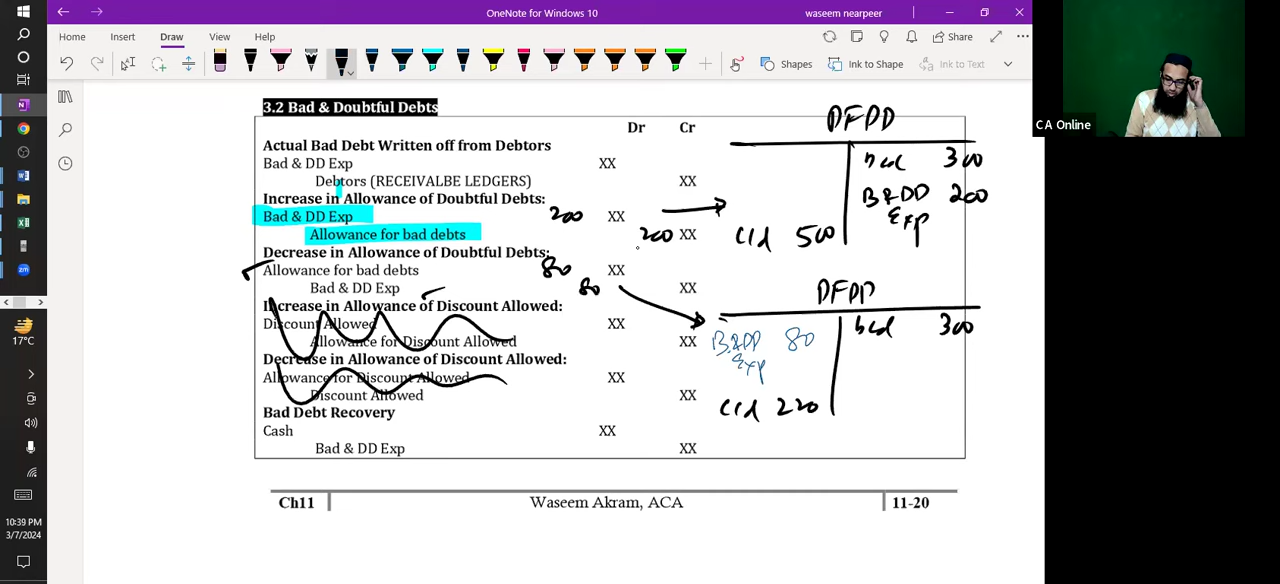 OneNote for Windows 10
waseem nearpeer
Home Insert Draw View Help
Share
Shapes Ink to Shape Ink to Text
C A Online
3.2 Bad & Doubtful Debts
Dr Cr
Actual Bad Debt Written off from Debtors
Bad & DD Exp XX
Debtors (RECEIVALBE LEDGERS) XX
Increase in Allowance of Doubtful Debts:
Bad & DD Exp 200 XX
Allowance for bad debts 200 XX
Decrease in Allowance of Doubtful Debts:
Allowance for bad debts 80 XX
Bad & DD Exp 80 XX
Increase in Allowance of Discount Allowed:
Discount Allowed XX
Allowance for Discount Allowed XX
Decrease in Allowance of Discount Allowed:
Allowance for Discount Allowed XX
Discount Allowed XX
Bad Debt Recovery
Cash XX
Bad & DD Exp XX
PFDD
b/d 300
B&DD 200
Exp
c/d 500
PFDD
B&DD 80 b/d 300
Exp
c/d 220
Ch11 Waseem Akram, ACA 11-20
17°C
10:39 PM
3/7/2024